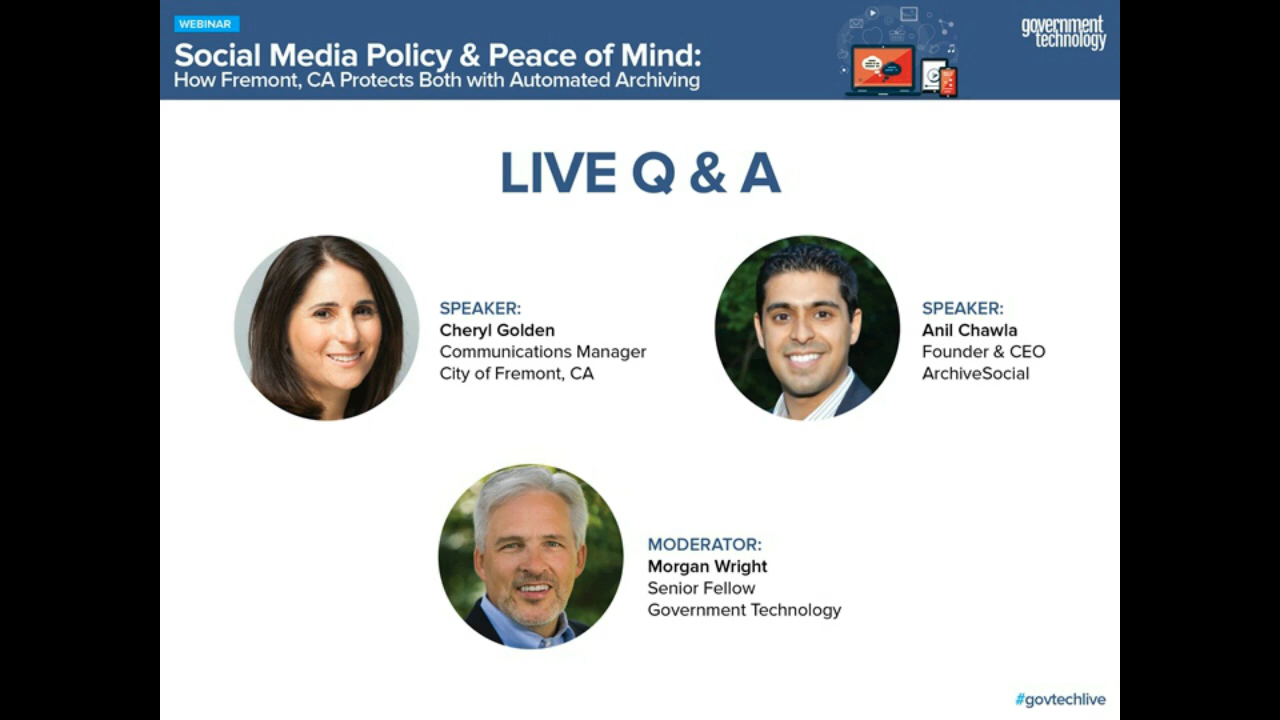 WEBINAR
Social Media Policy & Peace of Mind:
How Fremont, CA Protects Both with Automated Archiving
government
technology
LIVE Q & A
SPEAKER:
Cheryl Golden
Communications Manager
City of Fremont, CA
SPEAKER:
Anil Chawla
Founder & CEO
ArchiveSocial
MODERATOR:
Morgan Wright
Senior Fellow
Government Technology
#govtechlive